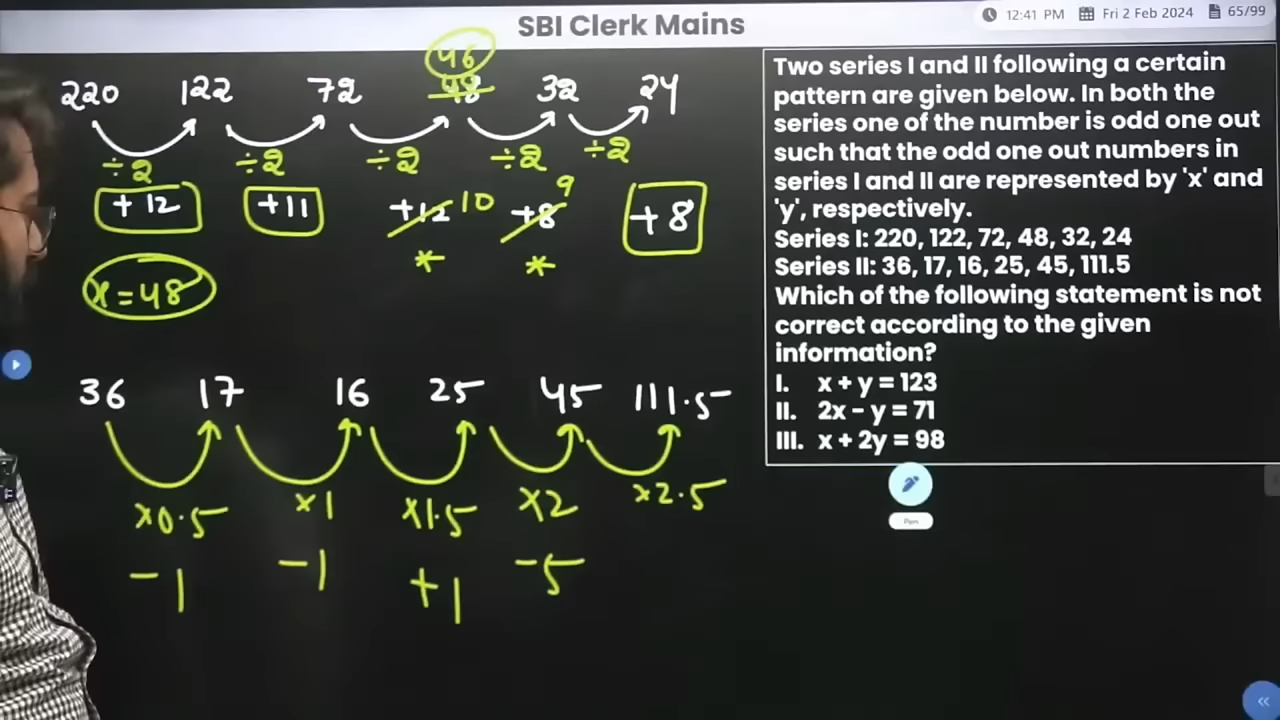 SBI Clerk Mains
12:41 PM Fri 2 Feb 2024 65/99
46
220 122 72 48 32 24
÷2 ÷2 ÷2 ÷2 ÷2
+12 +11 +12 10 +8 9 +8
* *
x=48
36 17 16 25 45 111.5
×0.5 ×1 ×1.5 ×2 ×2.5
-1 -1 +1 -5
Two series I and II following a certain
pattern are given below. In both the
series one of the number is odd one out
such that the odd one out numbers in
series I and II are represented by 'x' and
'y', respectively.
Series I: 220, 122, 72, 48, 32, 24
Series II: 36, 17, 16, 25, 45, 111.5
Which of the following statement is not
correct according to the given
information?
I. x + y = 123
II. 2x - y = 71
III. x + 2y = 98
Pen
«